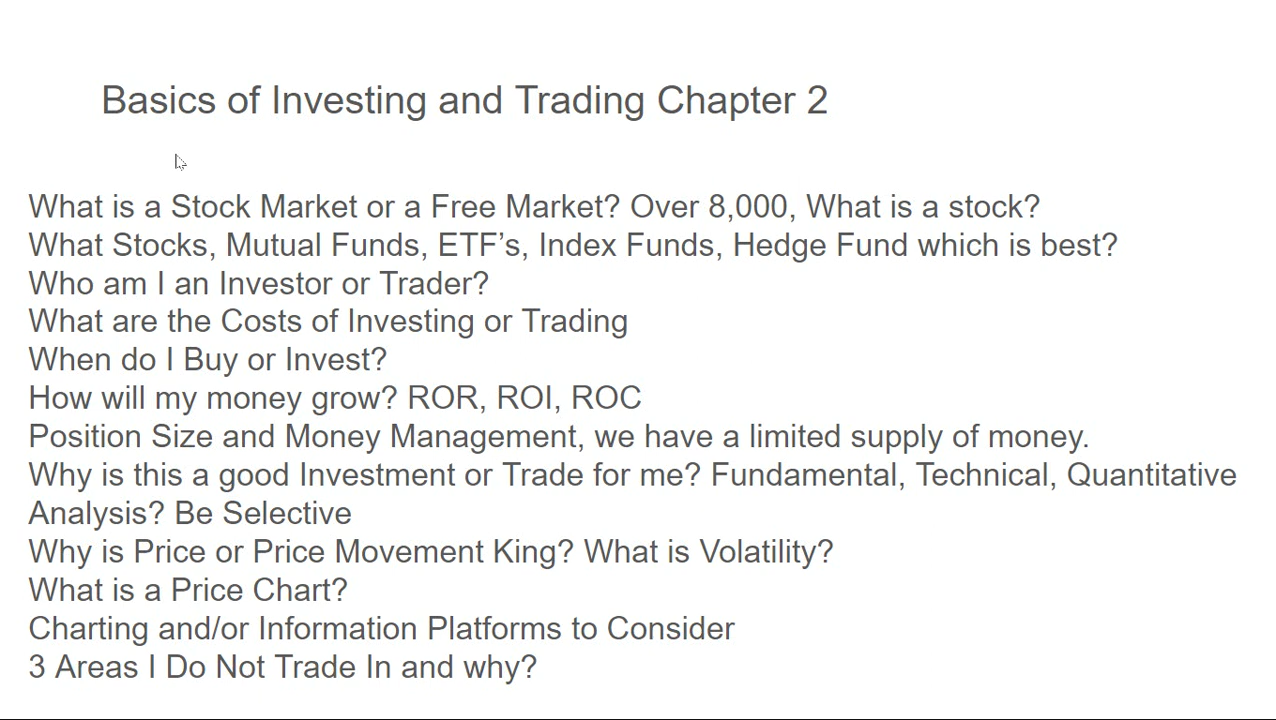 Basics of Investing and Trading Chapter 2
What is a Stock Market or a Free Market? Over 8,000, What is a stock?
What Stocks, Mutual Funds, ETF’s, Index Funds, Hedge Fund which is best?
Who am I an Investor or Trader?
What are the Costs of Investing or Trading
When do I Buy or Invest?
How will my money grow? ROR, ROI, ROC
Position Size and Money Management, we have a limited supply of money.
Why is this a good Investment or Trade for me? Fundamental, Technical, Quantitative
Analysis? Be Selective
Why is Price or Price Movement King? What is Volatility?
What is a Price Chart?
Charting and/or Information Platforms to Consider
3 Areas I Do Not Trade In and why?